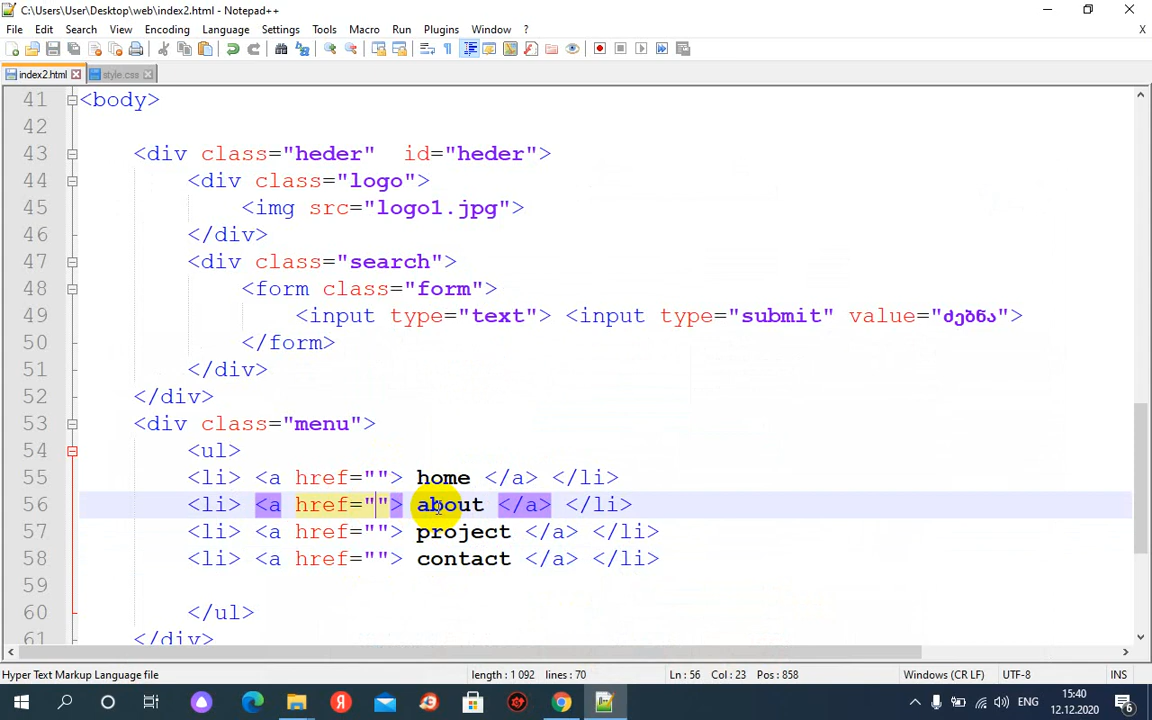 C:\Users\User\Desktop\web\index2.html - Notepad++
File Edit Search View Encoding Language Settings Tools Macro Run Plugins Window ? X
index2.html style.css
41 <body>
42
43 <div class="heder"  id="heder">
44 <div class="logo">
45 <img src="logo1.jpg">
46 </div>
47 <div class="search">
48 <form class="form">
49 <input type="text"> <input type="submit" value="ძებნა">
50 </form>
51 </div>
52 </div>
53 <div class="menu">
54 <ul>
55 <li> <a href=""> home </a> </li>
56 <li> <a href=""> about </a> </li>
57 <li> <a href=""> project </a> </li>
58 <li> <a href=""> contact </a> </li>
59
60 </ul>
61 </div>
Hyper Text Markup Language file length : 1 092 lines : 70 Ln : 56 Col : 23 Pos : 858 Windows (CR LF) UTF-8 INS
ENG 15:40
12.12.2020 6